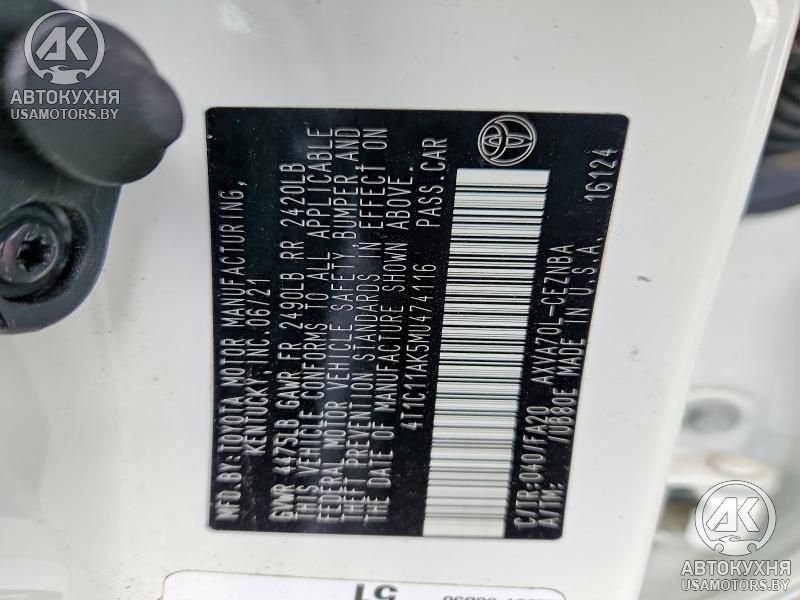 АВТОКУХНЯ
USAMOTORS.BY
MFD. BY: TOYOTA MOTOR MANUFACTURING,
KENTUCKY, INC. 06/21
GVWR 4475LB GAWR FR 2490LB RR 2420LB
THIS VEHICLE CONFORMS TO ALL APPLICABLE
FEDERAL MOTOR VEHICLE SAFETY, BUMPER, AND
THEFT PREVENTION STANDARDS IN EFFECT ON
THE DATE OF MANUFACTURE SHOWN ABOVE.
4T1C11AK5MU474116 PASS. CAR
C/TR: 040/FA20 AXVA70L-CEZNBA
A/TM: /UB80E MADE IN U.S.A. 16124
51
АВТОКУХНЯ
USAMOTORS.BY